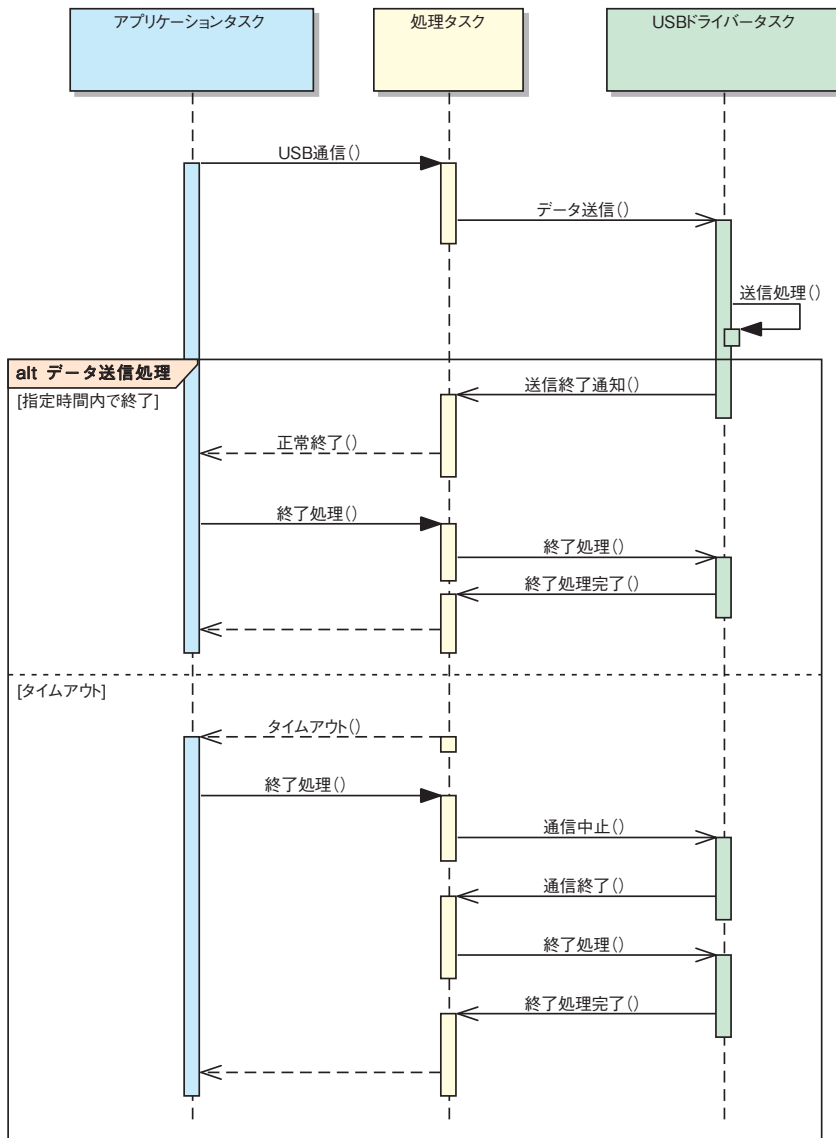 アプリケーションタスク
処理タスク
USBドライバータスク
USB通信()
データ送信()
送信処理()
alt データ送信処理
[指定時間内で終了]
送信終了通知()
正常終了()
終了処理()
終了処理()
終了処理完了()
[タイムアウト]
タイムアウト()
終了処理()
通信中止()
通信終了()
終了処理()
終了処理完了()